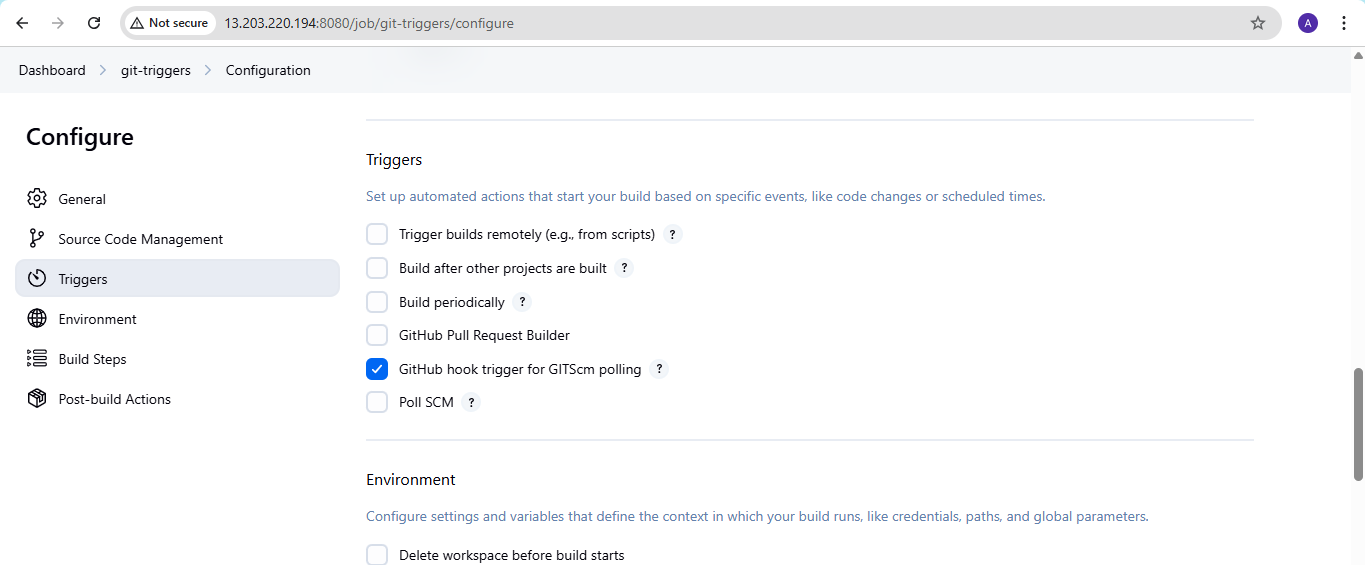 Not secure 13.203.220.194:8080/job/git-triggers/configure A
Dashboard git-triggers Configuration
Configure
General
Source Code Management
Triggers
Environment
Build Steps
Post-build Actions
Triggers
Set up automated actions that start your build based on specific events, like code changes or scheduled times.
Trigger builds remotely (e.g., from scripts) ?
Build after other projects are built ?
Build periodically ?
GitHub Pull Request Builder
GitHub hook trigger for GITScm polling ?
Poll SCM ?
Environment
Configure settings and variables that define the context in which your build runs, like credentials, paths, and global parameters.
Delete workspace before build starts